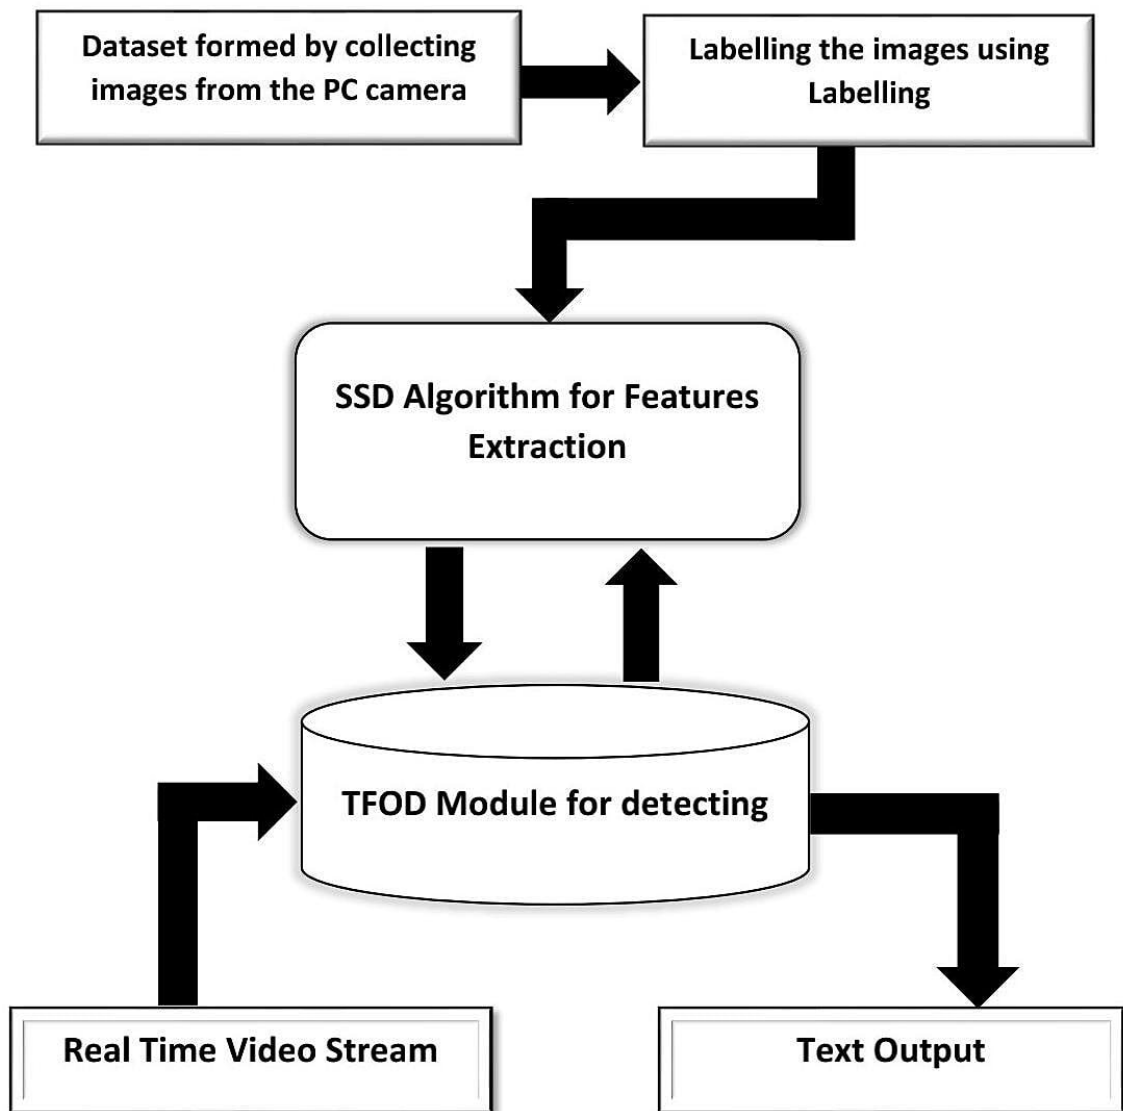 Dataset formed by collecting
images from the PC camera
Labelling the images using
Labelling
SSD Algorithm for Features
Extraction
TFOD Module for detecting
Real Time Video Stream
Text Output